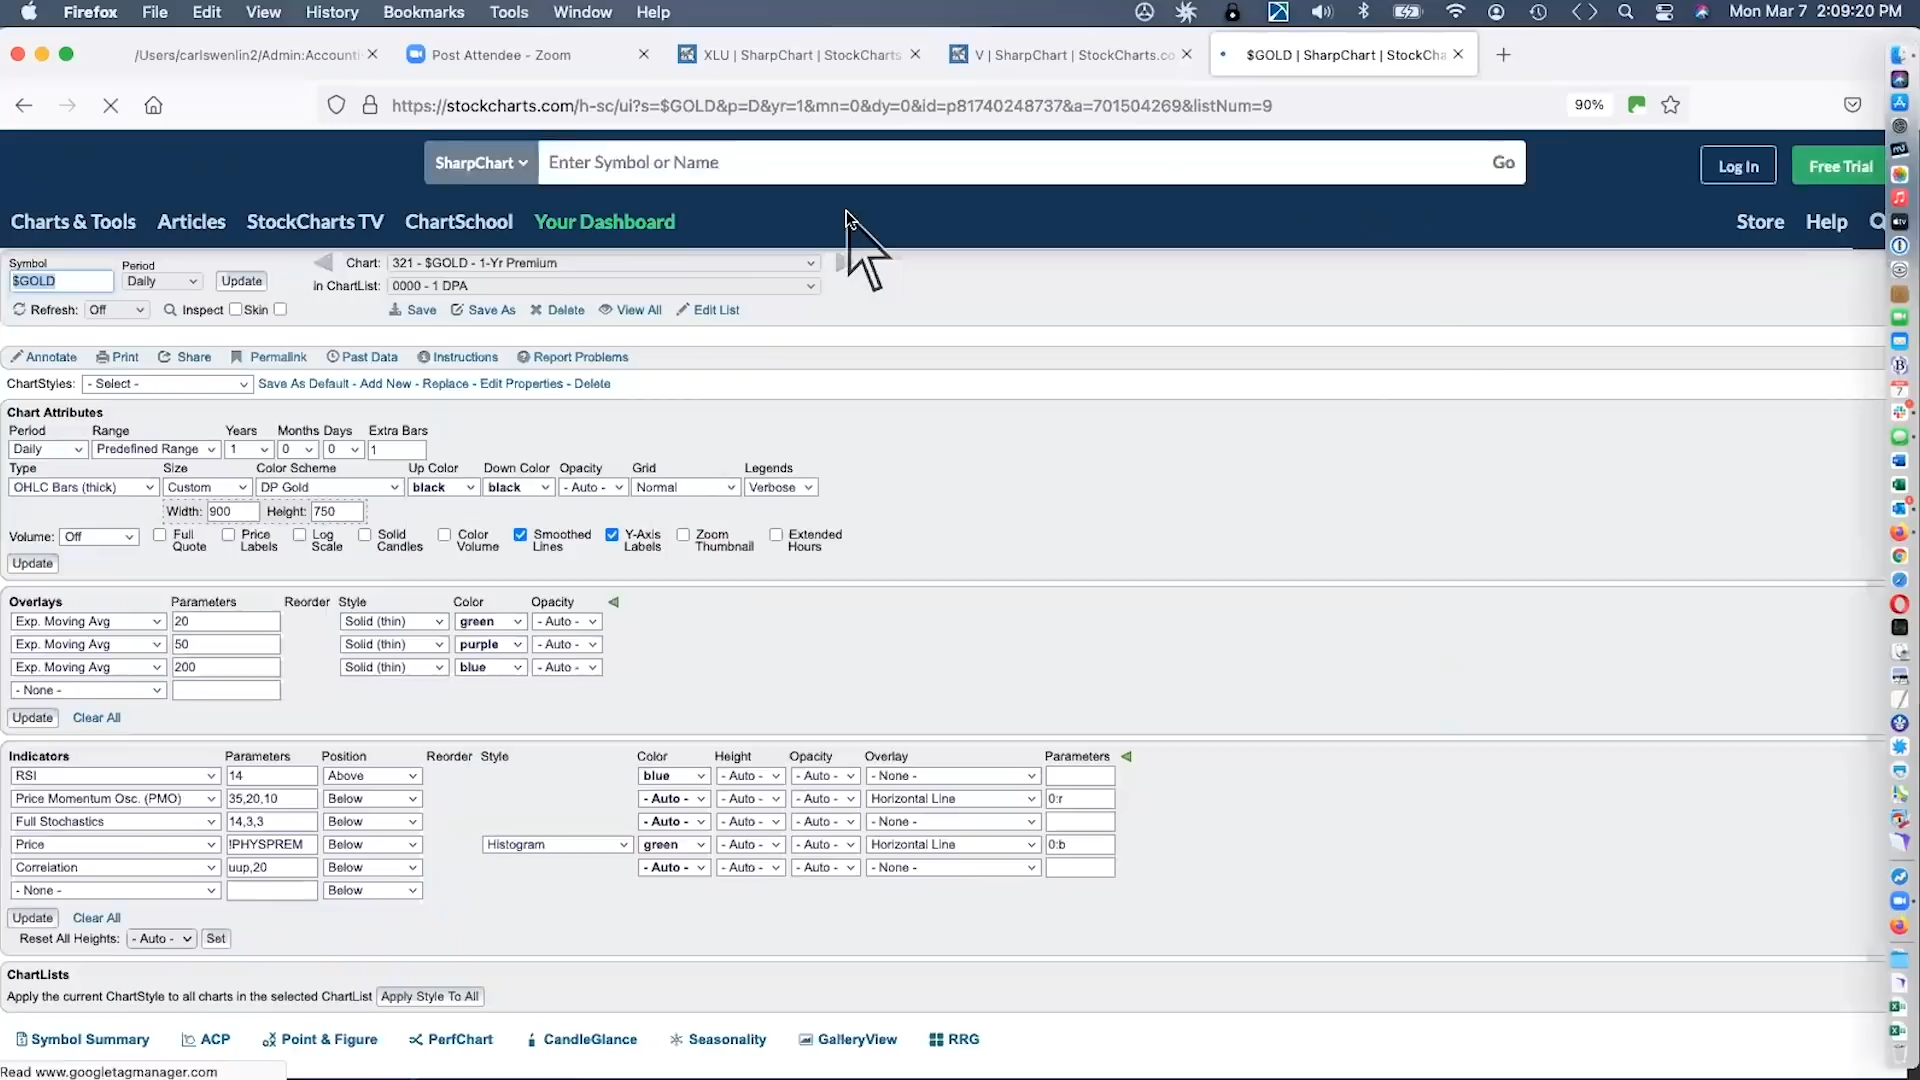 Firefox File Edit View History Bookmarks Tools Window Help Mon Mar 7 2:09:20 PM
/Users/carlswenlin2/Admin:Accounti Post Attendee - Zoom XLU | SharpChart | StockCharts V | SharpChart | StockCharts.co $GOLD | SharpChart | StockCha
https://stockcharts.com/h-sc/ui?s=$GOLD&p=D&yr=1&mn=0&dy=0&id=p81740248737&a=701504269&listNum=9 90%
SharpChart Enter Symbol or Name Go Log In Free Trial
Charts & Tools Articles StockCharts TV ChartSchool Your Dashboard Store Help
Symbol Period Chart: 321 - $GOLD - 1-Yr Premium
$GOLD Daily Update in ChartList: 0000 - 1 DPA
Refresh: Off Inspect Skin Save Save As Delete View All Edit List
Annotate Print Share Permalink Past Data Instructions Report Problems
ChartStyles: - Select - Save As Default - Add New - Replace - Edit Properties - Delete
Chart Attributes
Period Range Years Months Days Extra Bars
Daily Predefined Range 1 0 0 1
Type Size Color Scheme Up Color Down Color Opacity Grid Legends
OHLC Bars (thick) Custom DP Gold black black - Auto - Normal Verbose
Width: 900 Height: 750
Volume: Off Full Quote Price Labels Log Scale Solid Candles Color Volume Smoothed Lines Y-Axis Labels Zoom Thumbnail Extended Hours
Update
Overlays Parameters Reorder Style Color Opacity
Exp. Moving Avg 20 Solid (thin) green - Auto -
Exp. Moving Avg 50 Solid (thin) purple - Auto -
Exp. Moving Avg 200 Solid (thin) blue - Auto -
- None -
Update Clear All
Indicators Parameters Position Reorder Style Color Height Opacity Overlay Parameters
RSI 14 Above blue - Auto - - Auto - - None -
Price Momentum Osc. (PMO) 35,20,10 Below - Auto - - Auto - - Auto - Horizontal Line 0:r
Full Stochastics 14,3,3 Below - Auto - - Auto - - Auto - - None -
Price !PHYSPREM Below Histogram green - Auto - - Auto - Horizontal Line 0:b
Correlation uup,20 Below - Auto - - Auto - - Auto - - None -
- None - Below
Update Clear All
Reset All Heights: - Auto - Set
ChartLists
Apply the current ChartStyle to all charts in the selected ChartList Apply Style To All
Symbol Summary ACP Point & Figure PerfChart CandleGlance Seasonality GalleryView RRG
Read www.googletagmanager.com